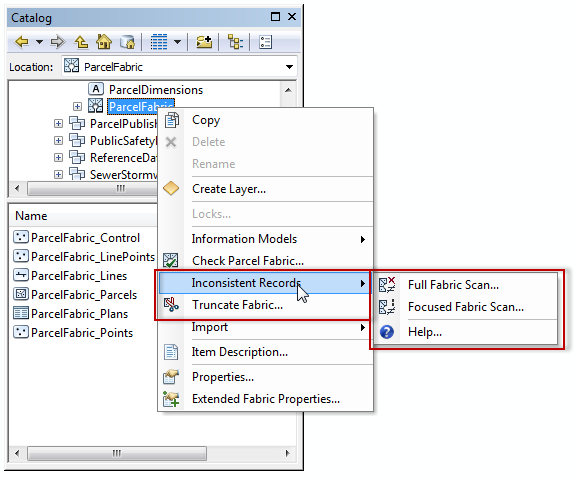 Catalog
Location: ParcelFabric
ParcelDimensions
ParcelFabric
ParcelPublish
PublicSafety
ReferenceDa
SewerStormw
Name
ParcelFabric_Control
ParcelFabric_LinePoints
ParcelFabric_Lines
ParcelFabric_Parcels
ParcelFabric_Plans
ParcelFabric_Points
Copy
Delete
Rename
Create Layer...
Locks...
Information Models
Check Parcel Fabric...
Inconsistent Records
Truncate Fabric...
Import
Item Description...
Properties...
Extended Fabric Properties...
Full Fabric Scan...
Focused Fabric Scan...
Help...